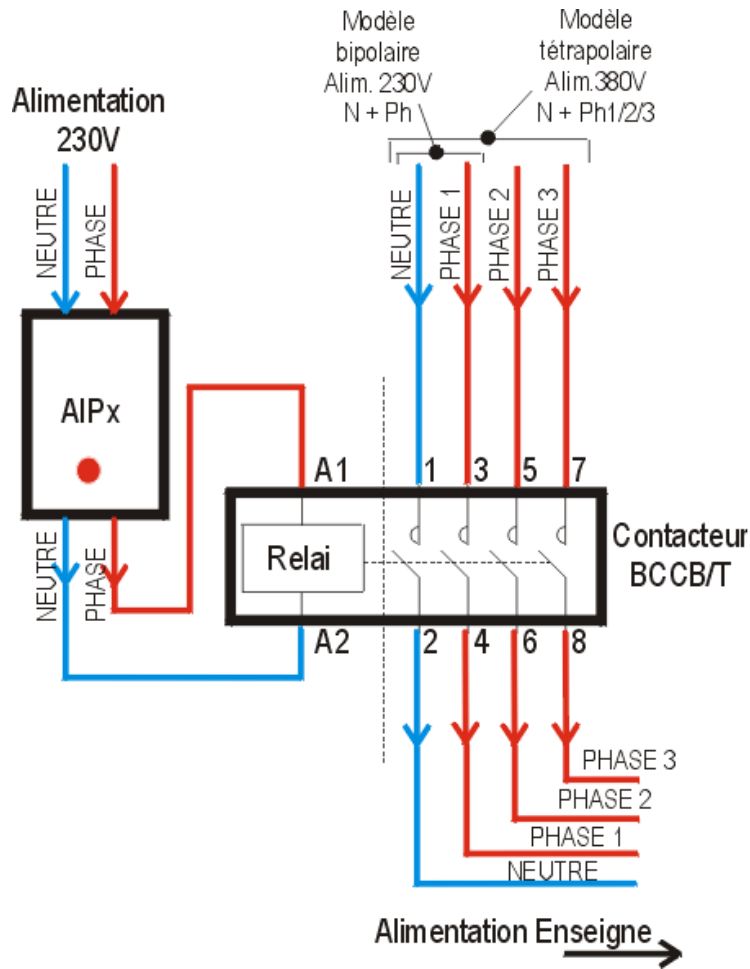 Modèle
bipolaire
Alim. 230V
N + Ph
Modèle
tétrapolaire
Alim.380V
N + Ph1/2/3
Alimentation
230V
NEUTRE
PHASE
NEUTRE
PHASE 1
PHASE 2
PHASE 3
AIPx
A1
1
3
5
7
Relai
Contacteur
BCCB/T
NEUTRE
PHASE
A2
2
4
6
8
PHASE 3
PHASE 2
PHASE 1
NEUTRE
Alimentation Enseigne